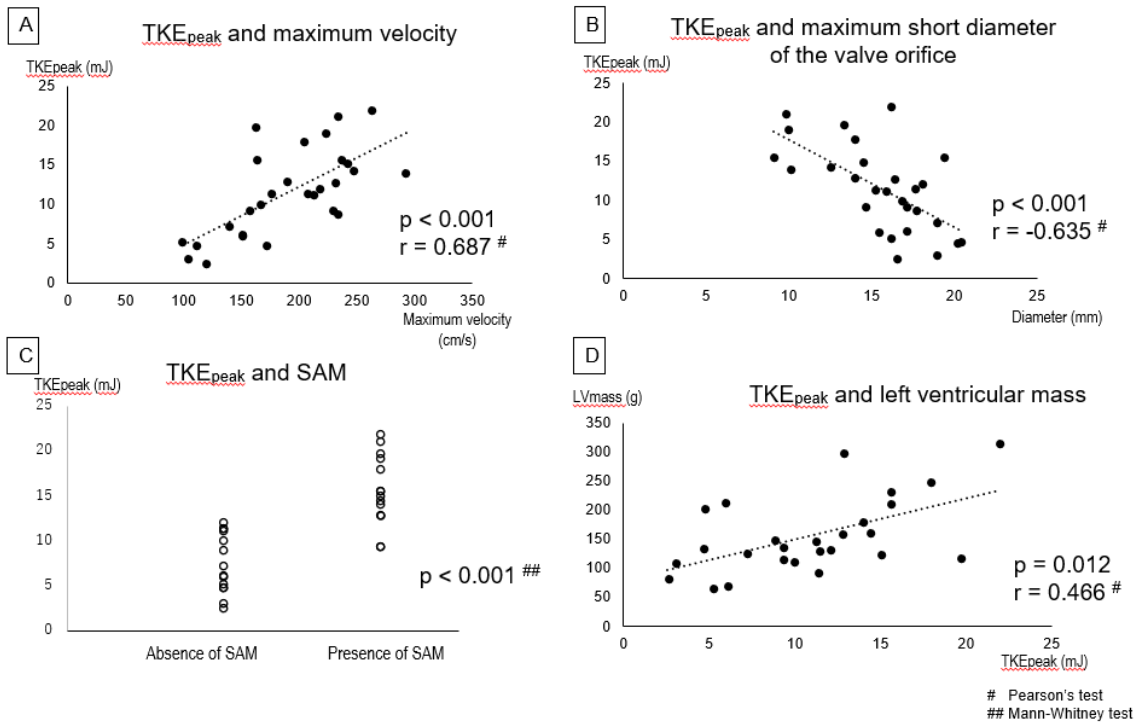 A
TKEpeak and maximum velocity
TKEpeak (mJ)
25
20
15
10
5
0
0 50 100 150 200 250 300 350
Maximum velocity
(cm/s)
p < 0.001
r = 0.687 #
B
TKEpeak and maximum short diameter
of the valve orifice
TKEpeak (mJ)
25
20
15
10
5
0
0 5 10 15 20 25
Diameter (mm)
p < 0.001
r = -0.635 #
C
TKEpeak and SAM
TKEpeak (mJ)
25
20
15
10
5
0
Absence of SAM Presence of SAM
p < 0.001 ##
D
TKEpeak and left ventricular mass
LVmass (g)
350
300
250
200
150
100
50
0
0 5 10 15 20 25
TKEpeak (mJ)
p = 0.012
r = 0.466 #
# Pearson's test
## Mann-Whitney test